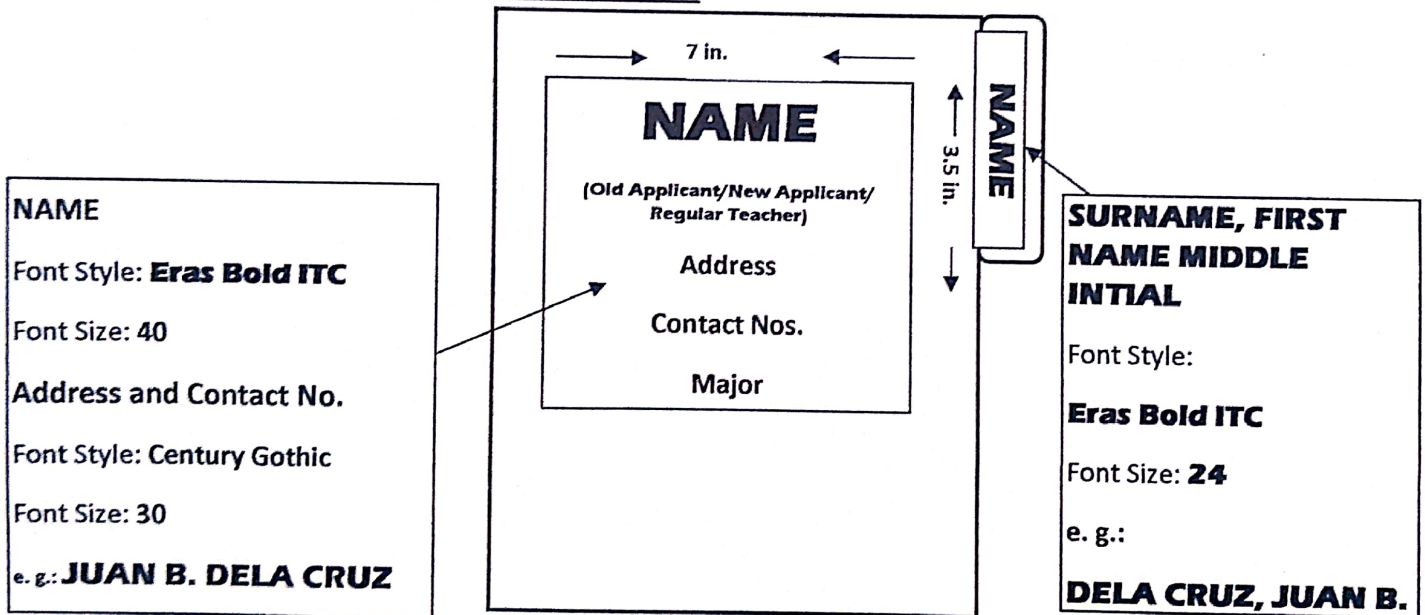 7 in.
NAME
(Old Applicant/New Applicant/
Regular Teacher)
Address
Contact Nos.
Major
3.5 in.
NAME
NAME
Font Style: Eras Bold ITC
Font Size: 40
Address and Contact No.
Font Style: Century Gothic
Font Size: 30
e. g.: JUAN B. DELA CRUZ
SURNAME, FIRST
NAME MIDDLE
INTIAL
Font Style:
Eras Bold ITC
Font Size: 24
e. g.:
DELA CRUZ, JUAN B.